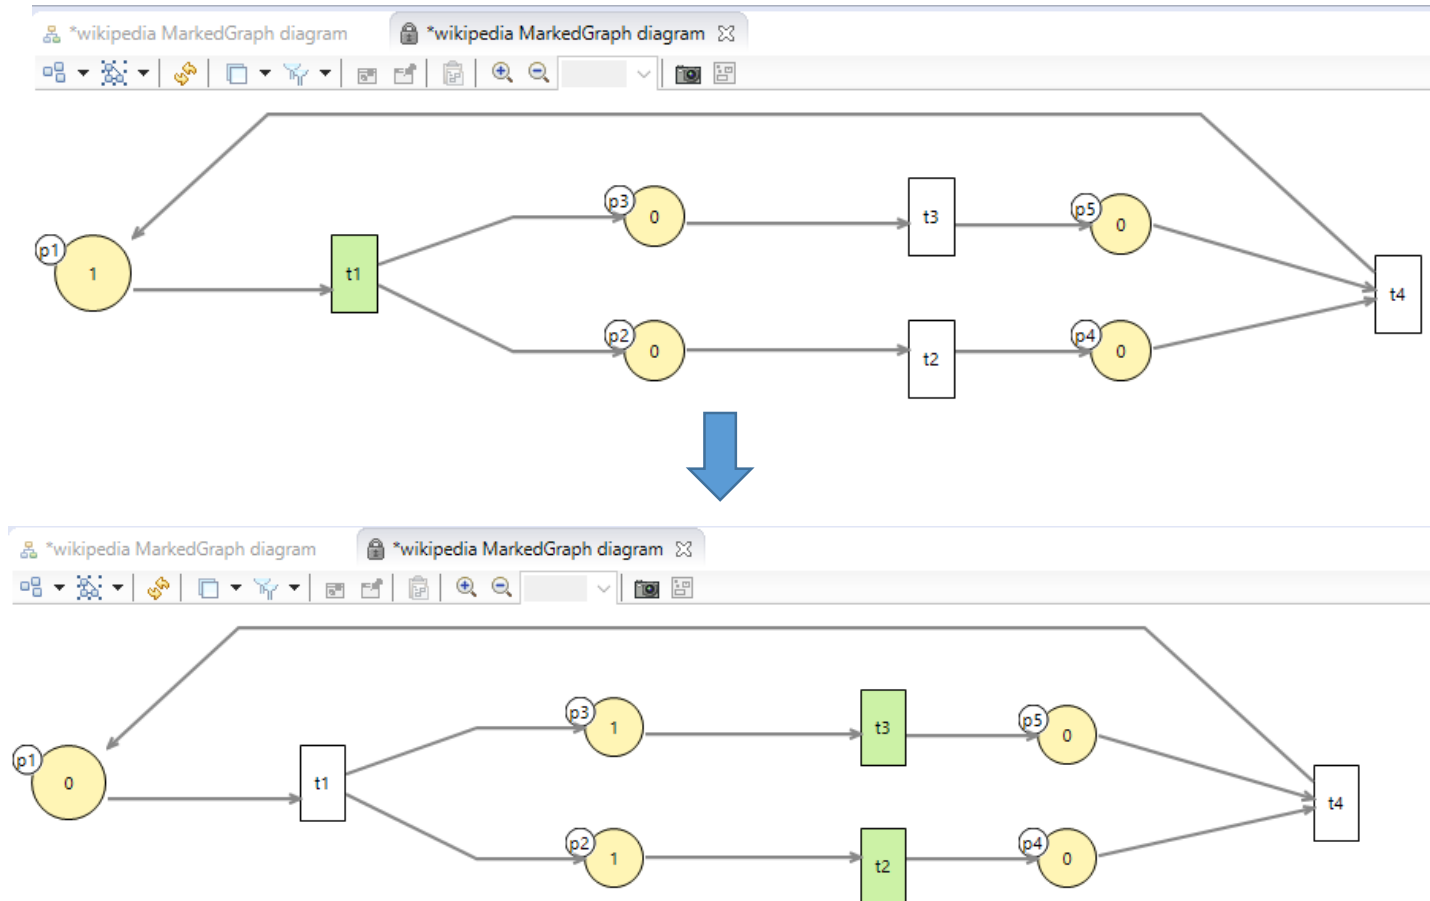 *wikipedia MarkedGraph diagram *wikipedia MarkedGraph diagram
p3 0 t3 p5 0
p1 1 t1 t4
p2 0 t2 p4 0
*wikipedia MarkedGraph diagram *wikipedia MarkedGraph diagram
p3 1 t3 p5 0
p1 0 t1 t4
p2 1 t2 p4 0